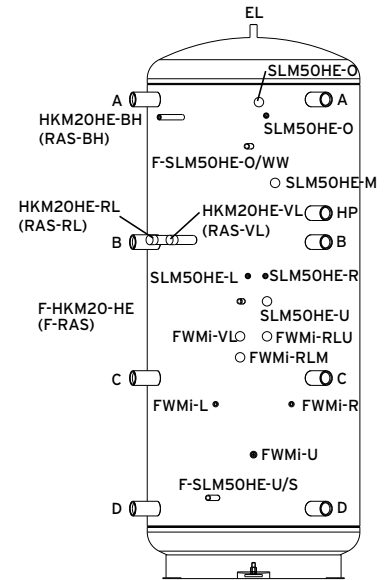 EL
SLM50HE-O
A
A
HKM20HE-BH
(RAS-BH)
SLM50HE-O
F-SLM50HE-O/WW
SLM50HE-M
HKM20HE-RL
(RAS-RL)
HKM20HE-VL
(RAS-VL)
HP
B
B
SLM50HE-L
SLM50HE-R
F-HKM20-HE
(F-RAS)
SLM50HE-U
FWMi-VL
FWMi-RLU
FWMi-RLM
C
C
FWMi-L
FWMi-R
FWMi-U
F-SLM50HE-U/S
D
D